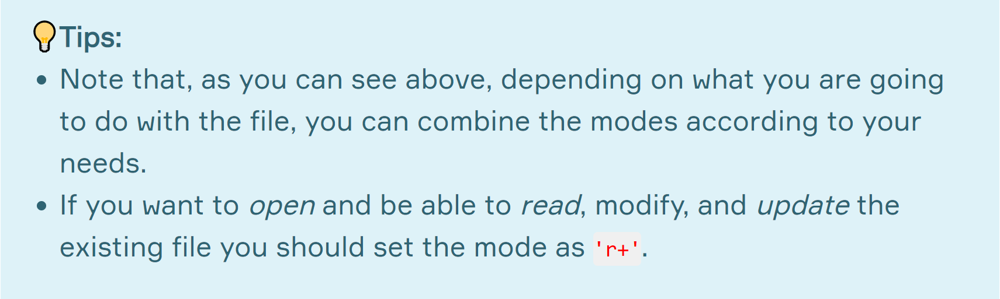 💡Tips:
• Note that, as you can see above, depending on what you are going
to do with the file, you can combine the modes according to your
needs.
• If you want to open and be able to read, modify, and update the
existing file you should set the mode as 'r+'.